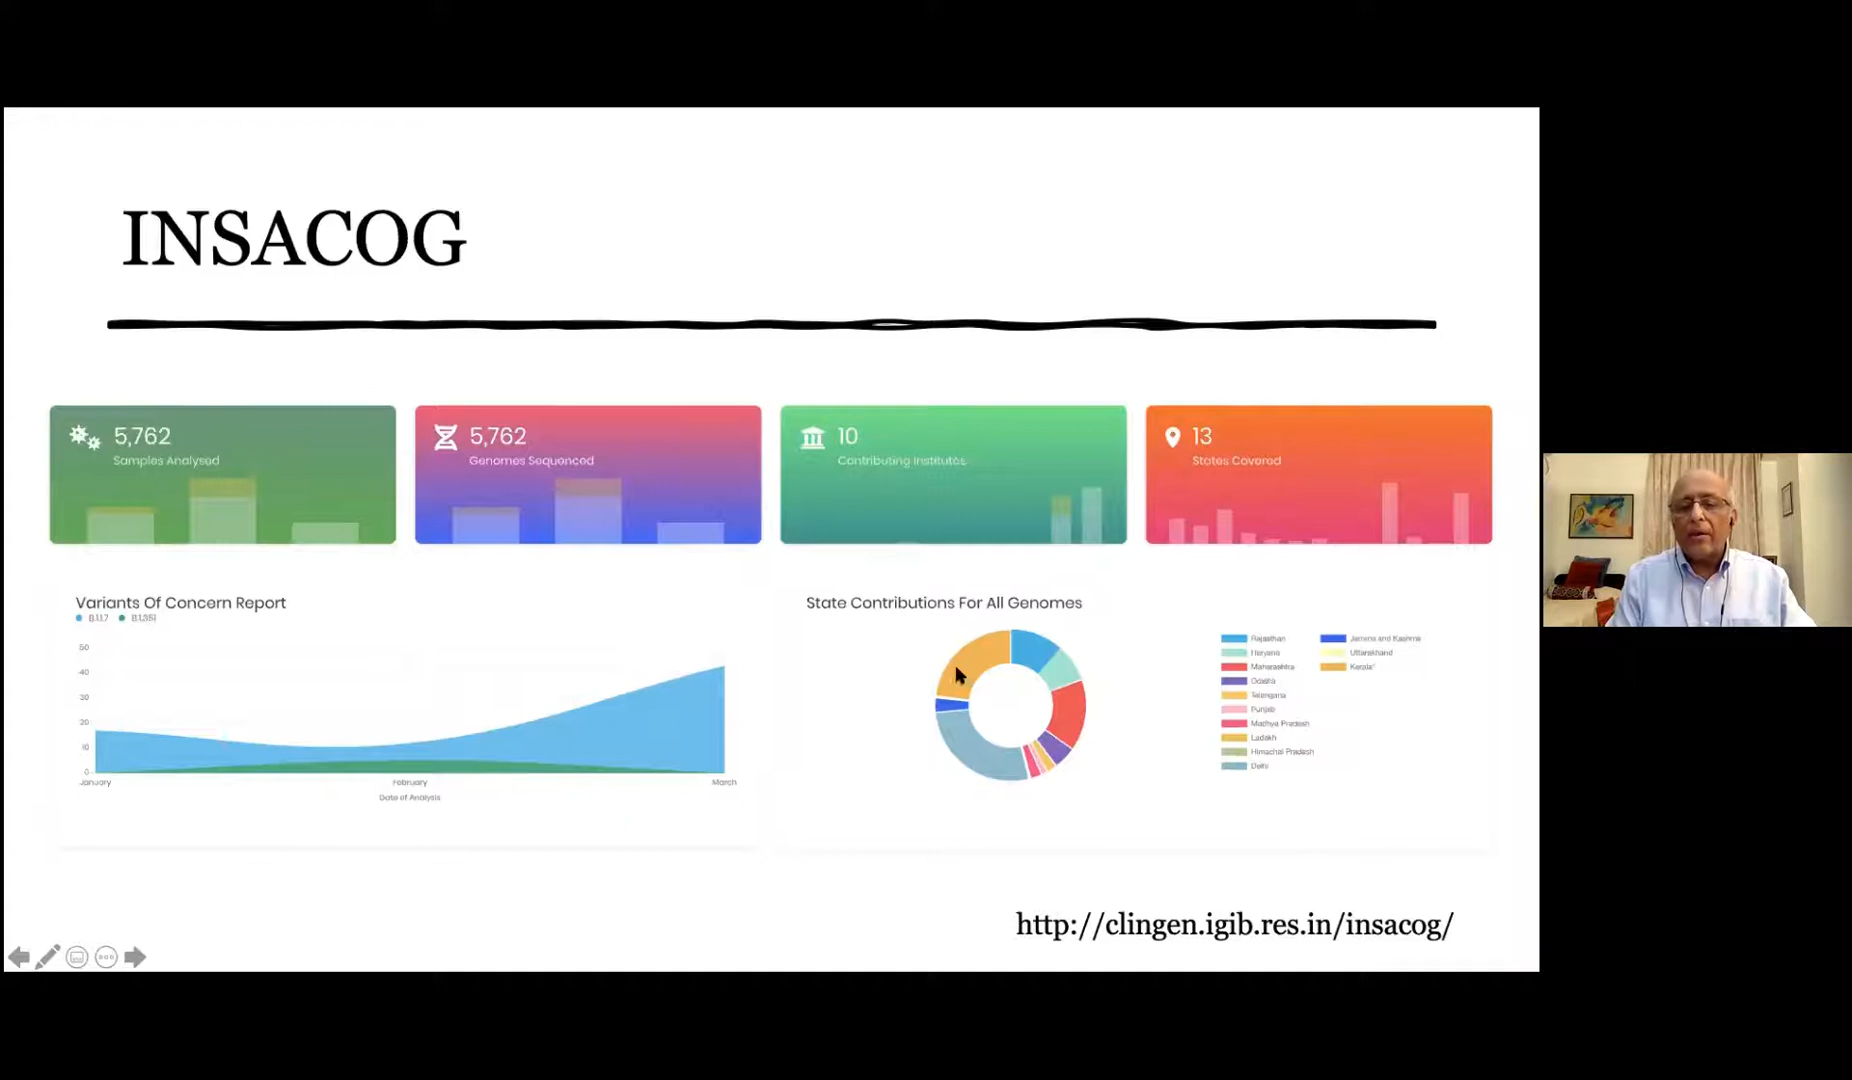 INSACOG
5,762
Samples Analysed
5,762
Genomes Sequenced
10
Contributing Institutes
13
States Covered
Variants Of Concern Report
B.1.1.7 B.1.351
50
40
30
20
10
0
January February March
Date of Analysis
State Contributions For All Genomes
Rajasthan
Haryana
Maharashtra
Odisha
Telangana
Punjab
Madhya Pradesh
Ladakh
Himachal Pradesh
Delhi
Jammu and Kashmir
Uttarakhand
Kerala*
http://clingen.igib.res.in/insacog/